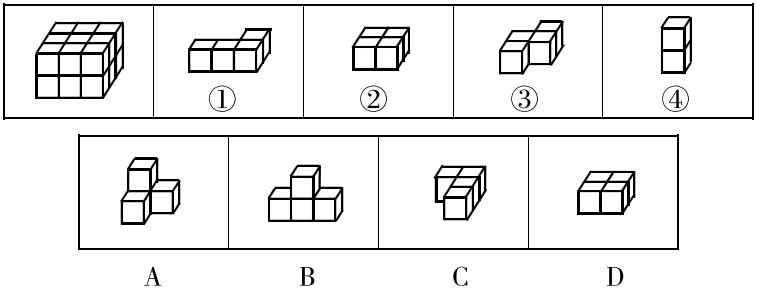 ① ② ③ ④
A B C D